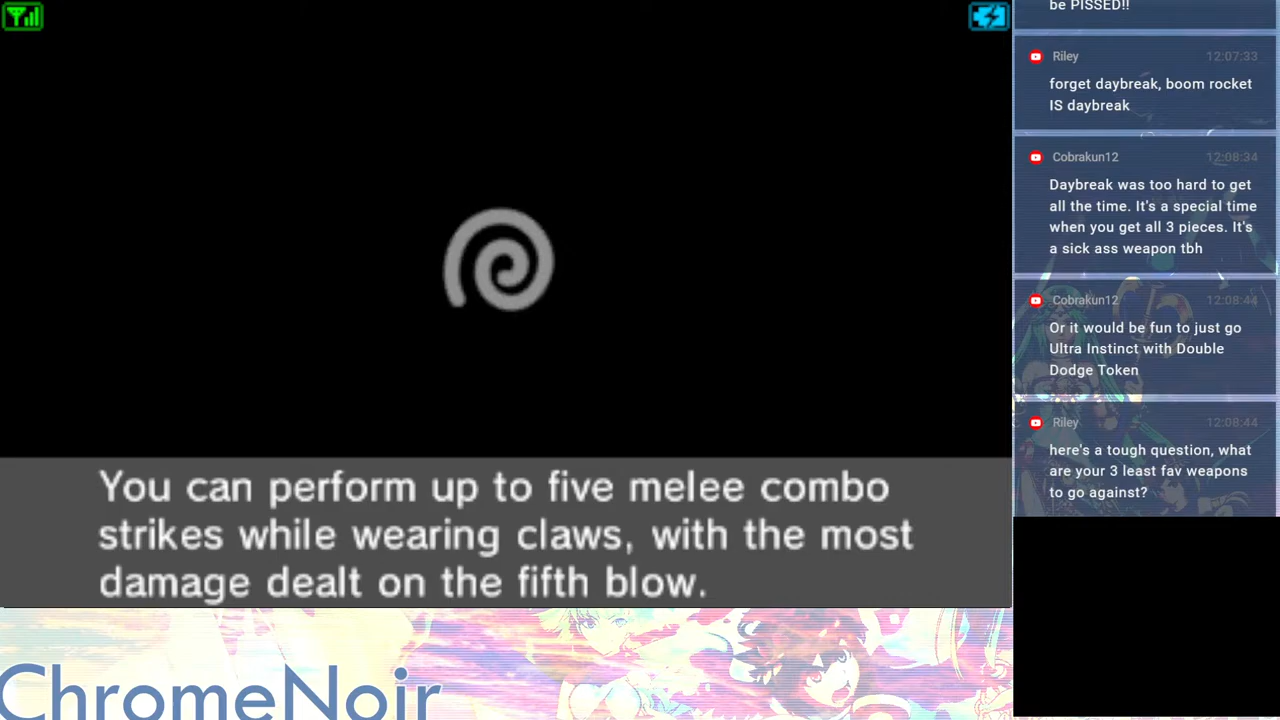 be PISSED!!
Riley 12:07:33
forget daybreak, boom rocket
IS daybreak
Cobrakun12 12:08:34
Daybreak was too hard to get
all the time. It's a special time
when you get all 3 pieces. It's
a sick ass weapon tbh
Cobrakun12 12:08:44
Or it would be fun to just go
Ultra Instinct with Double
Dodge Token
Riley 12:08:44
here's a tough question, what
are your 3 least fav weapons
to go against?
You can perform up to five melee combo
strikes while wearing claws, with the most
damage dealt on the fifth blow.
ChromeNoir